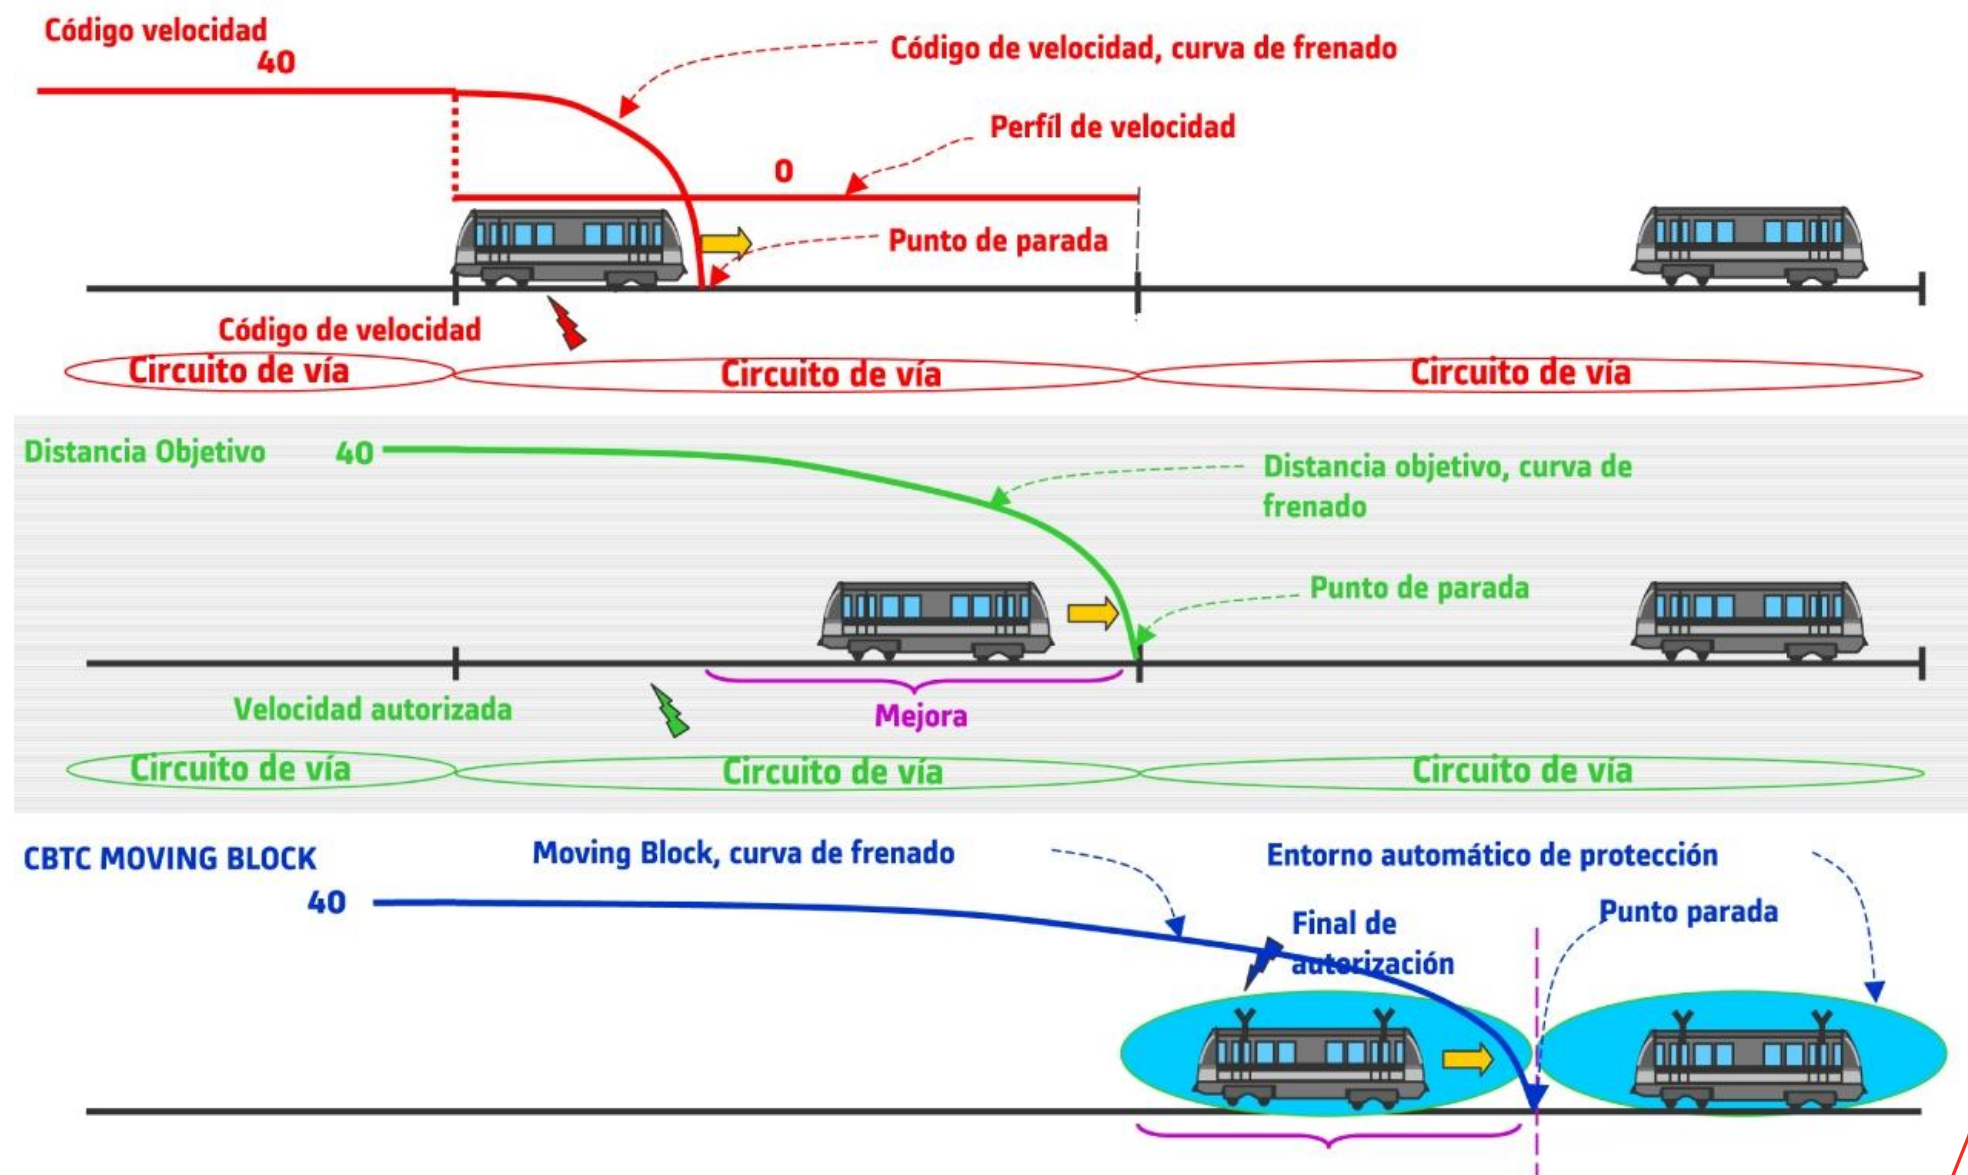 Código velocidad
40
Código de velocidad, curva de frenado
Perfíl de velocidad
0
Punto de parada
Código de velocidad
Circuito de vía
Circuito de vía
Circuito de vía
Distancia Objetivo
40
Distancia objetivo, curva de
frenado
Punto de parada
Velocidad autorizada
Mejora
Circuito de vía
Circuito de vía
Circuito de vía
CBTC MOVING BLOCK
40
Moving Block, curva de frenado
Entorno automático de protección
Final de
autorización
Punto parada